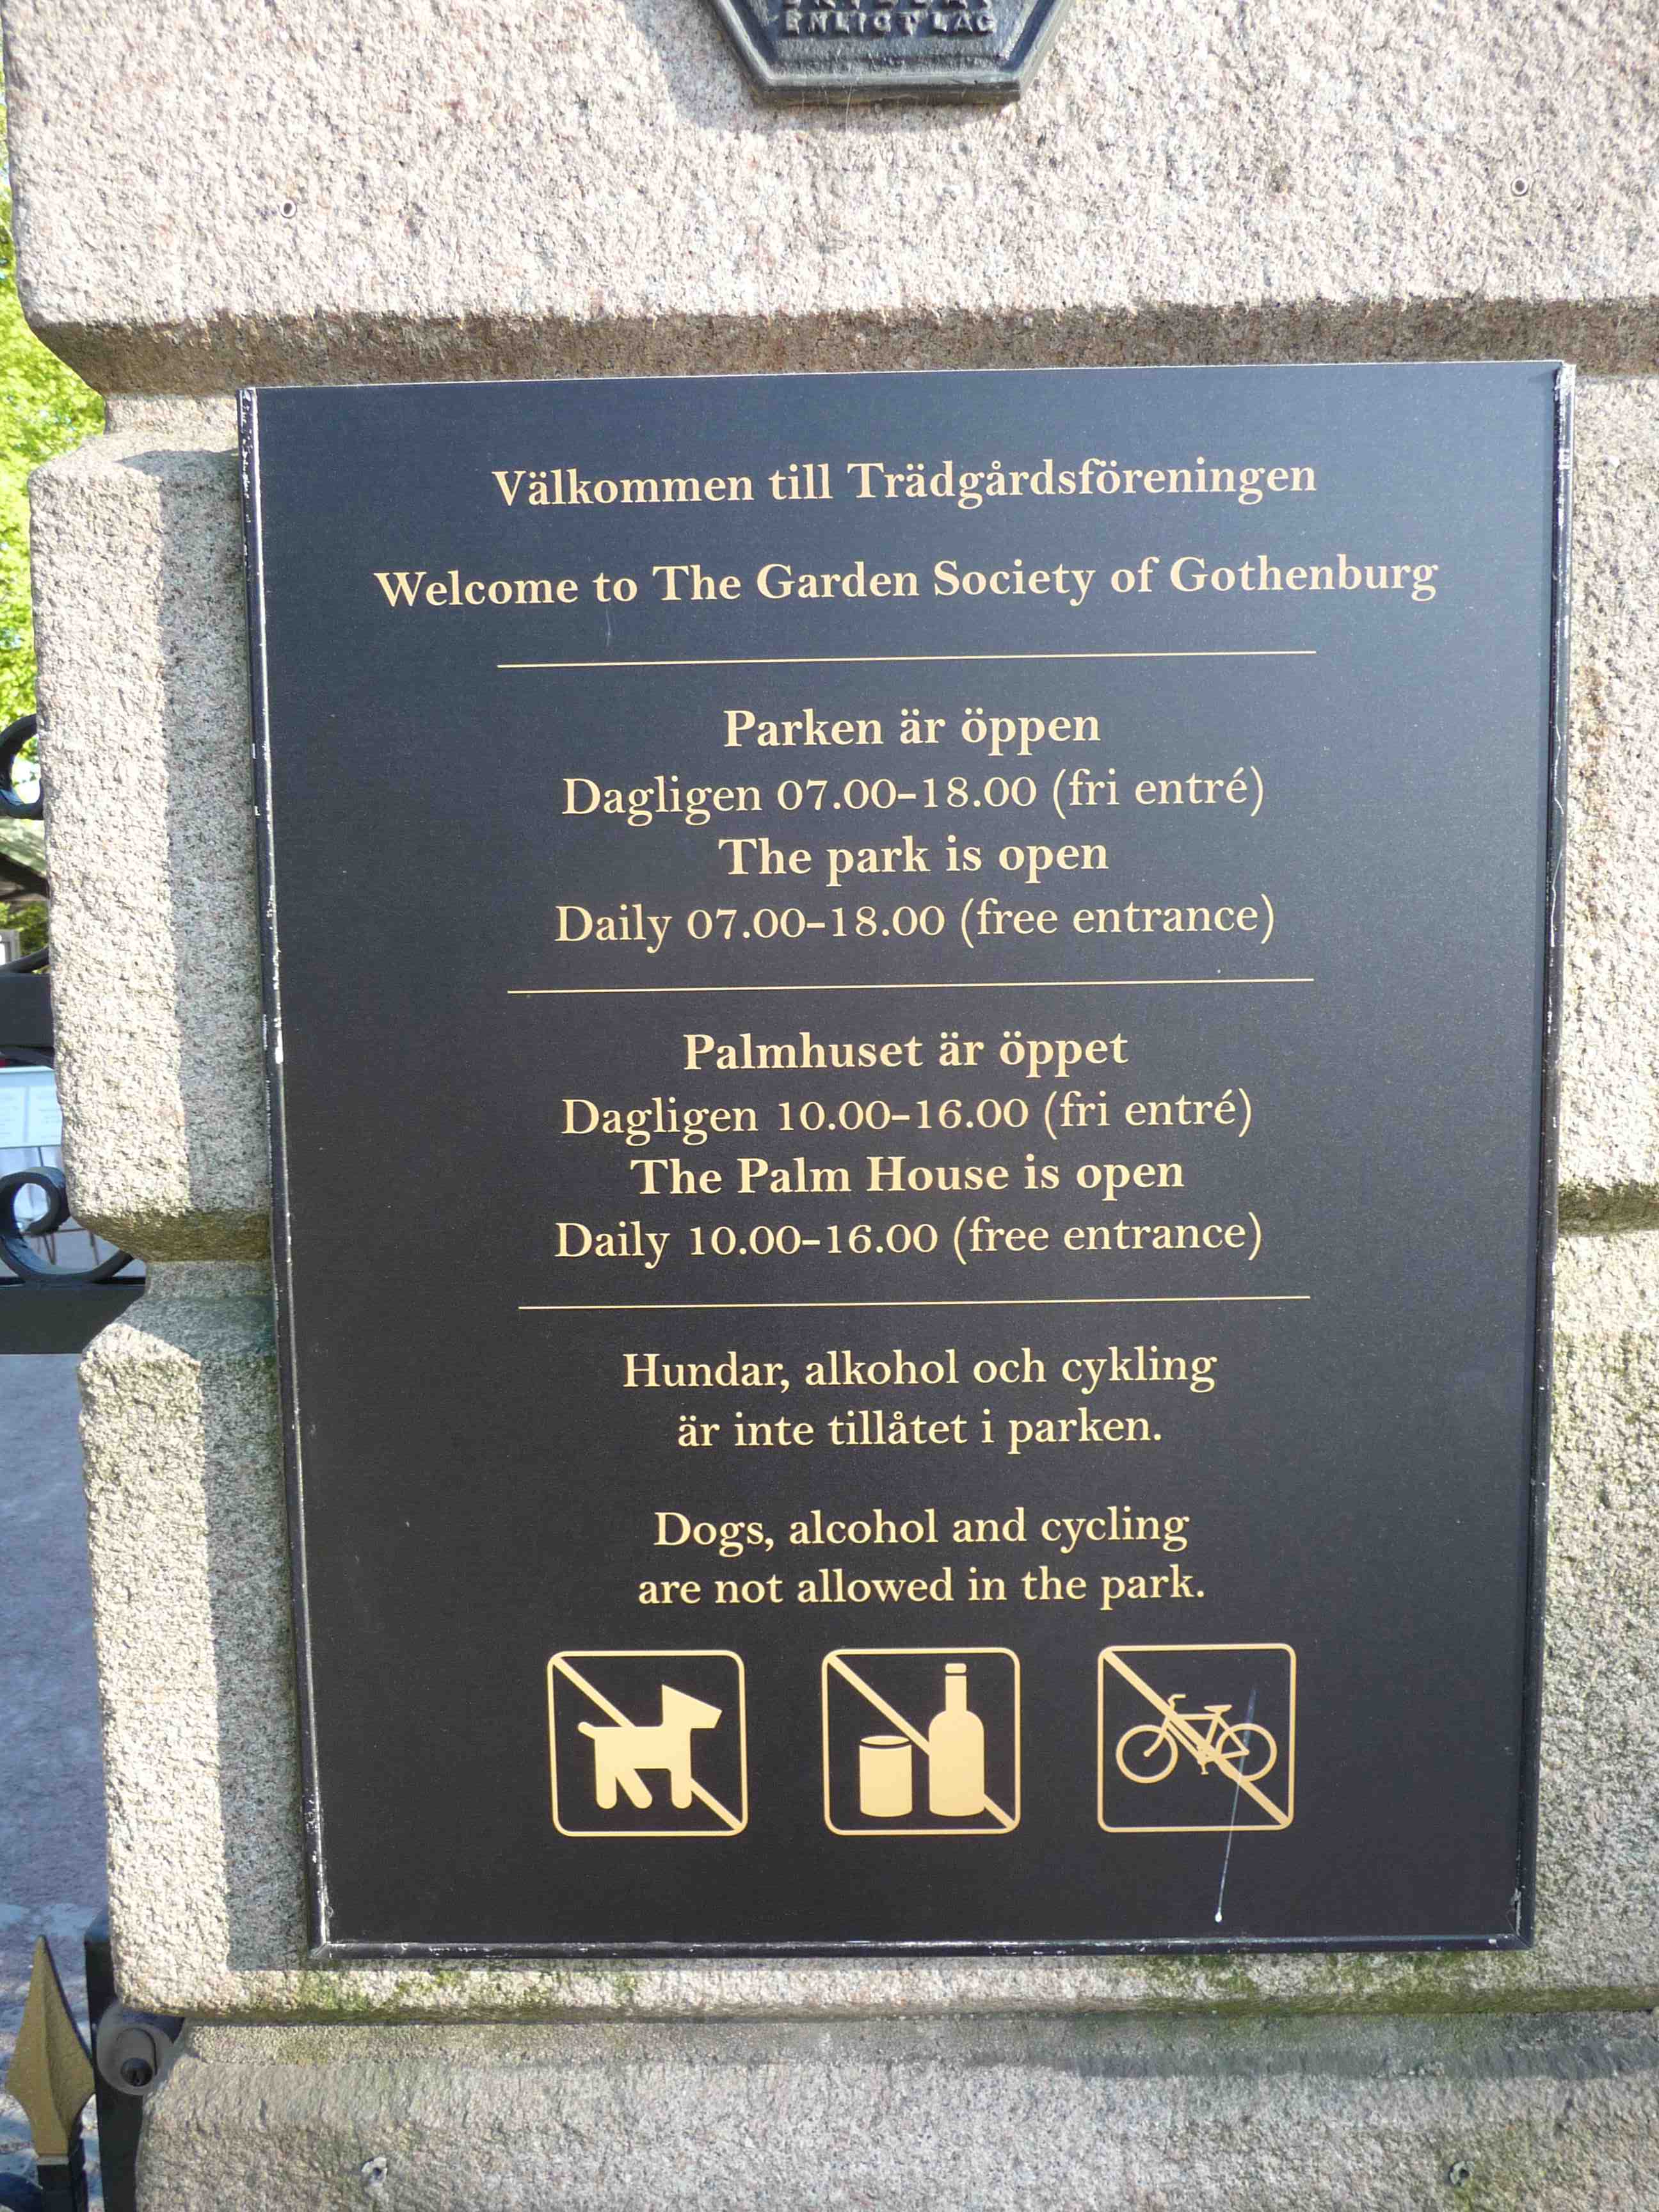 ENLIGT LAG
Välkommen till Trädgårdsföreningen
Welcome to The Garden Society of Gothenburg
Parken är öppen
Dagligen 07.00-18.00 (fri entré)
The park is open
Daily 07.00-18.00 (free entrance)
Palmhuset är öppet
Dagligen 10.00-16.00 (fri entré)
The Palm House is open
Daily 10.00-16.00 (free entrance)
Hundar, alkohol och cykling
är inte tillåtet i parken.
Dogs, alcohol and cycling
are not allowed in the park.